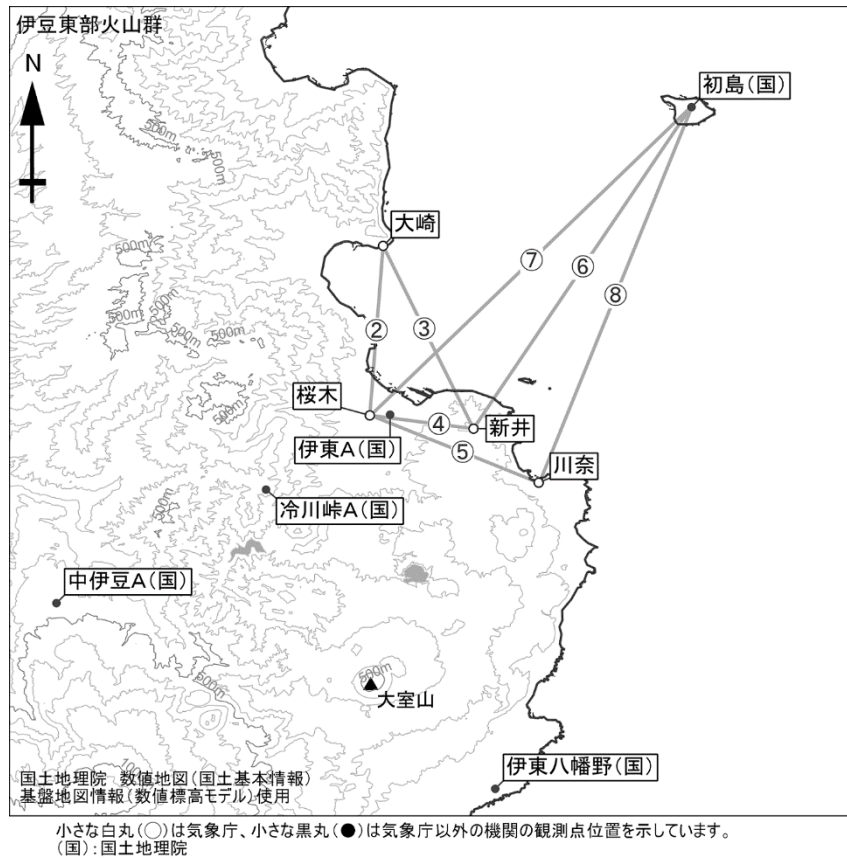 伊豆東部火山群
N
初島(国)
500m
大崎
500m
⑦
⑥
⑧
500m
500m
500m
500m
②
③
桜木
500m
伊東A(国)
④
新井
⑤
川奈
冷川峠A(国)
500m
中伊豆A(国)
500m
大室山
伊東八幡野(国)
国土地理院 数値地図(国土基本情報)
基盤地図情報(数値標高モデル)使用
小さな白丸(○)は気象庁、小さな黒丸(●)は気象庁以外の機関の観測点位置を示しています。
(国):国土地理院